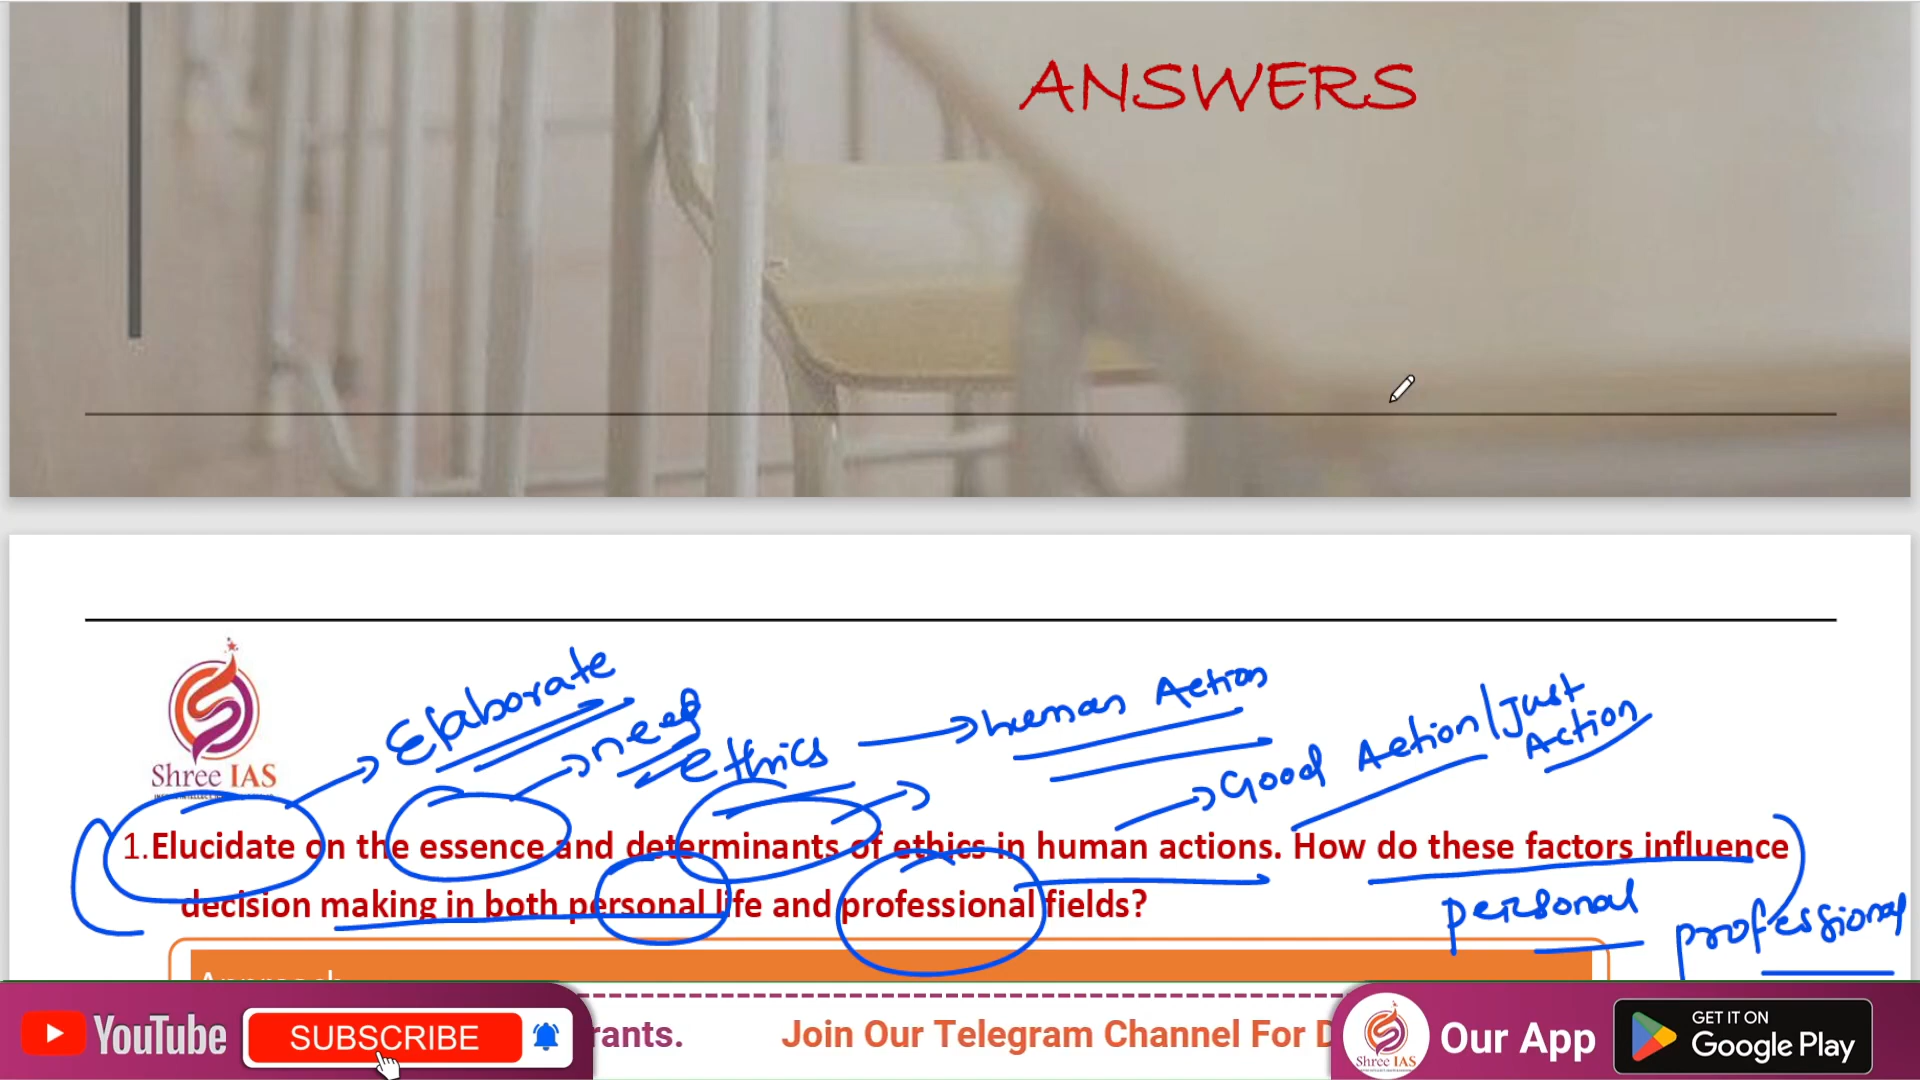 ANSWERS
Elaborate
need
ethics
human Action
Good Action/Just
Action
Shree IAS
1.Elucidate on the essence and determinants of ethics in human actions. How do these factors influence
decision making in both personal life and professional fields?
personal
professional
Approach
YouTube
SUBSCRIBE
rants.
Join Our Telegram Channel For D
Shree IAS
Our App
GET IT ON
Google Play